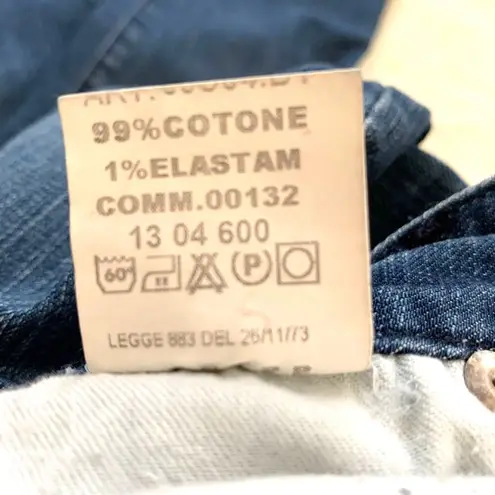 99%COTONE
1%ELASTAM
COMM.00132
13 04 600
60° P
LEGGE 883 DEL 26/11/73